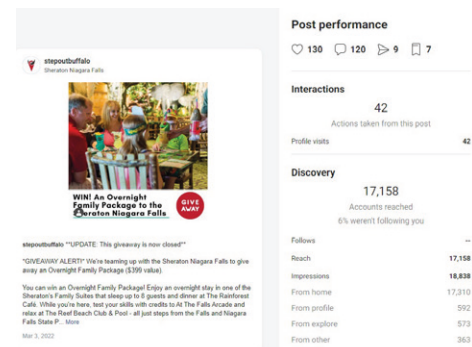 stepoutbuffalo
Sheraton Niagara Falls
WIN! An Overnight
Family Package to the
Sheraton Niagara Falls
GIVE
AWAY
stepoutbuffalo **UPDATE: This giveaway is now closed**
*GIVEAWAY ALERT!* We're teaming up with the Sheraton Niagara Falls to give
away an Overnight Family Package ($399 value).
You can win an Overnight Family Package! Enjoy an overnight stay in one of the
Sheraton's Family Suites that sleep up to 8 guests and dinner at The Rainforest
Café. While you're here, test your skills with credits to At The Falls Arcade and
relax at The Reef Beach Club & Pool - all just steps from the Falls and Niagara
Falls State P... More
Mar 3, 2022
Post performance
130 120 9 7
Interactions
42
Actions taken from this post
Profile visits 42
Discovery
17,158
Accounts reached
6% weren't following you
Follows --
Reach 17,158
Impressions 18,838
From home 17,310
From profile 592
From explore 573
From other 363